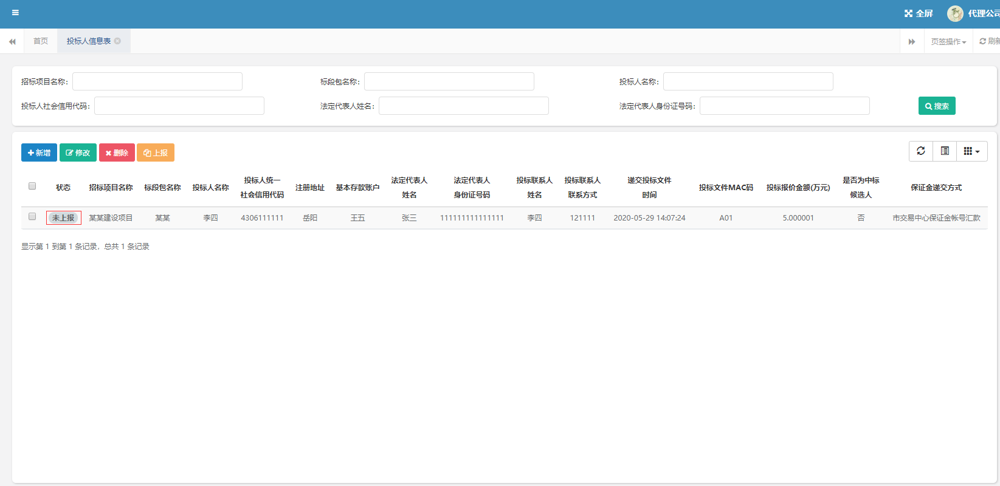 全屏 代理公司
首页 投标人信息表 页签操作 刷新
招标项目名称： 标段包名称： 投标人名称：
投标人社会信用代码： 法定代表人姓名： 法定代表人身份证号码： 搜索
新增 修改 删除 上报
状态 招标项目名称 标段包名称 投标人名称 投标人统一社会信用代码 注册地址 基本存款账户 法定代表人姓名 法定代表人身份证号码 投标联系人姓名 投标联系人联系方式 递交投标文件时间 投标文件MAC码 投标报价金额(万元) 是否为中标候选人 保证金递交方式
未上报 某某建设项目 某某 李四 4306111111 岳阳 王五 张三 111111111111111 李四 121111 2020-05-29 14:07:24 A01 5.000001 否 市交易中心保证金帐号汇款
显示第 1 到第 1 条记录，总共 1 条记录